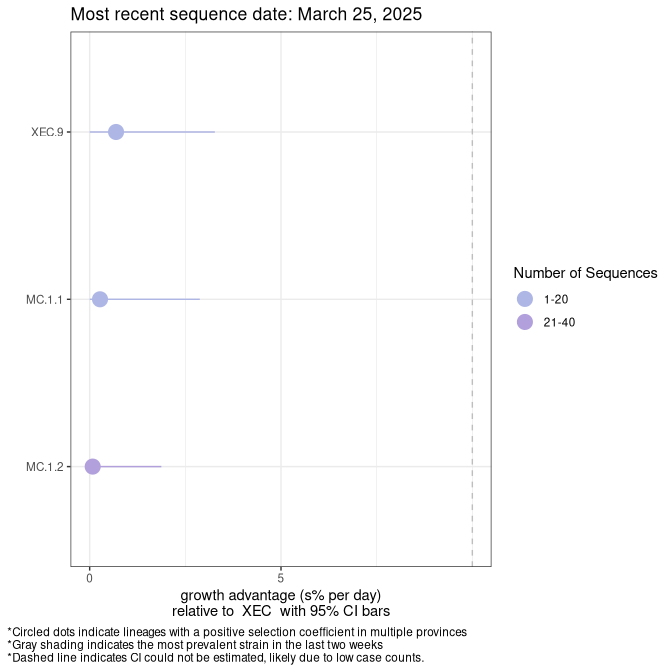 Most recent sequence date: March 25, 2025
XEC.9
MC.1.1
MC.1.2
0
5
growth advantage (s% per day)
relative to  XEC  with 95% CI bars
Number of Sequences
1-20
21-40
*Circled dots indicate lineages with a positive selection coefficient in multiple provinces
*Gray shading indicates the most prevalent strain in the last two weeks
*Dashed line indicates CI could not be estimated, likely due to low case counts.